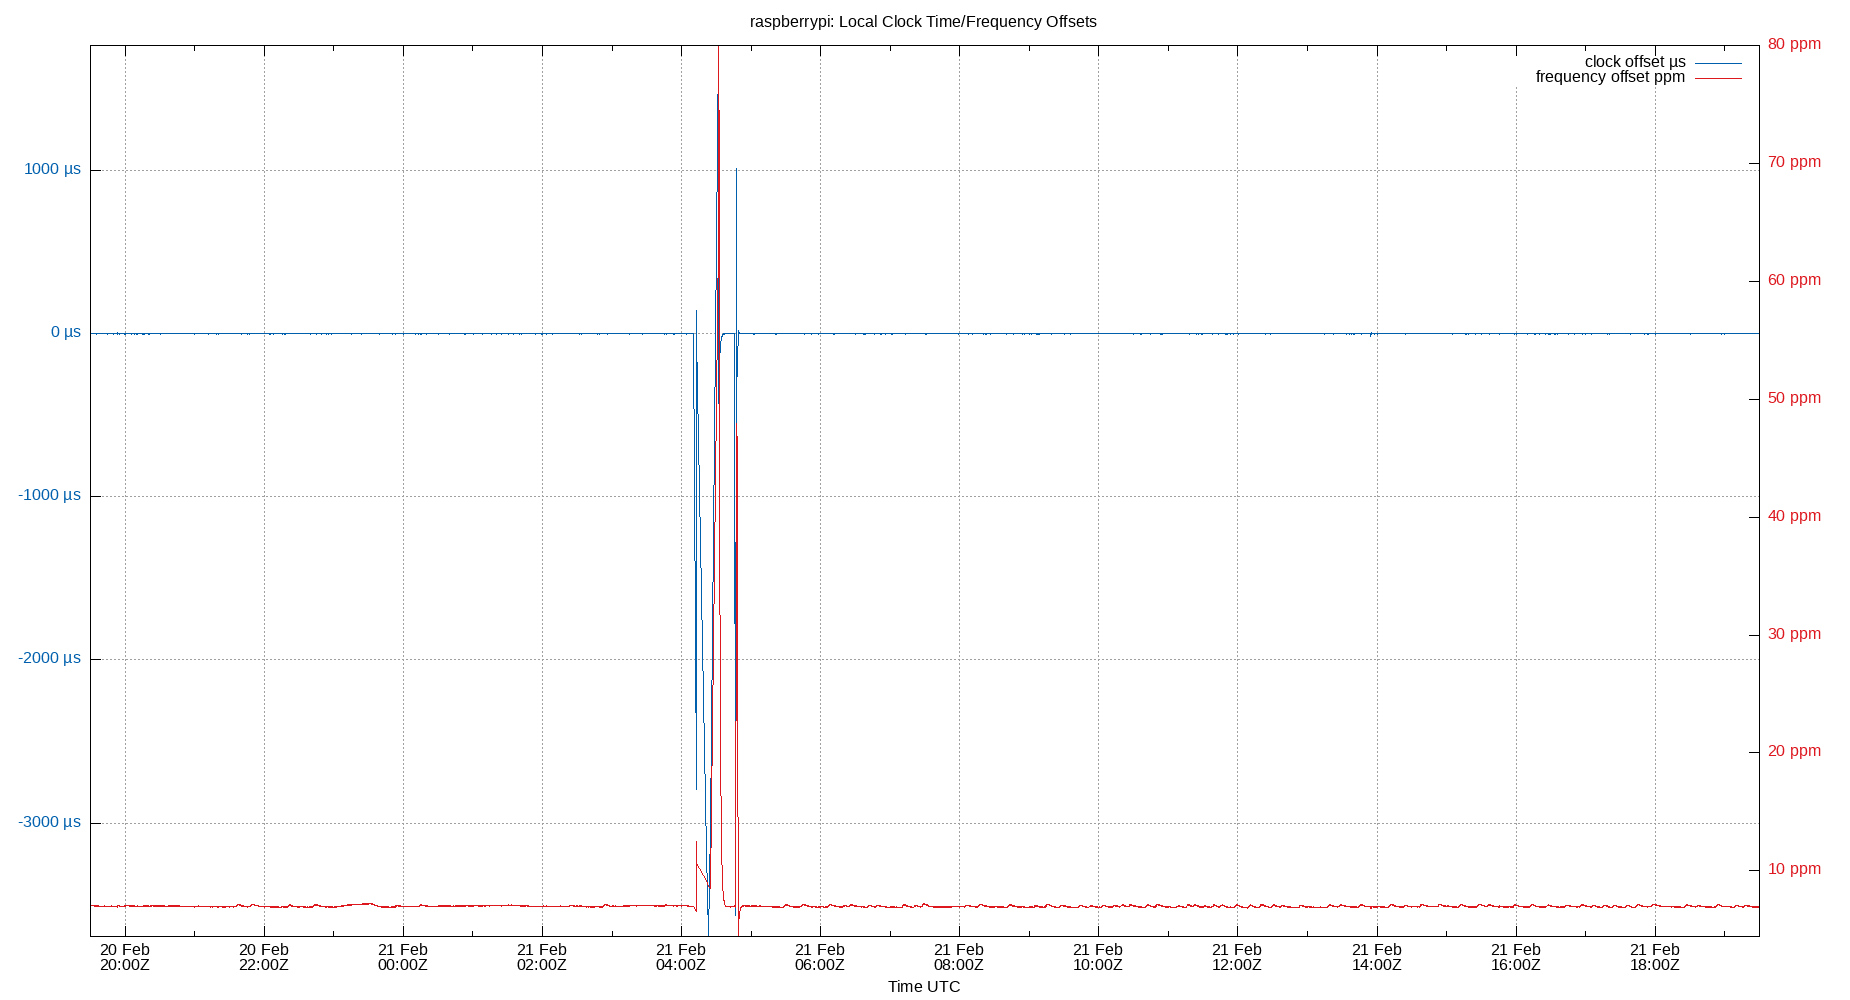 raspberrypi: Local Clock Time/Frequency Offsets
clock offset µs
frequency offset ppm
1000 µs
0 µs
-1000 µs
-2000 µs
-3000 µs
80 ppm
70 ppm
60 ppm
50 ppm
40 ppm
30 ppm
20 ppm
10 ppm
20 Feb 20 Feb 21 Feb 21 Feb 21 Feb 21 Feb 21 Feb 21 Feb 21 Feb 21 Feb 21 Feb 21 Feb
20:00Z 22:00Z 00:00Z 02:00Z 04:00Z 06:00Z 08:00Z 10:00Z 12:00Z 14:00Z 16:00Z 18:00Z
Time UTC